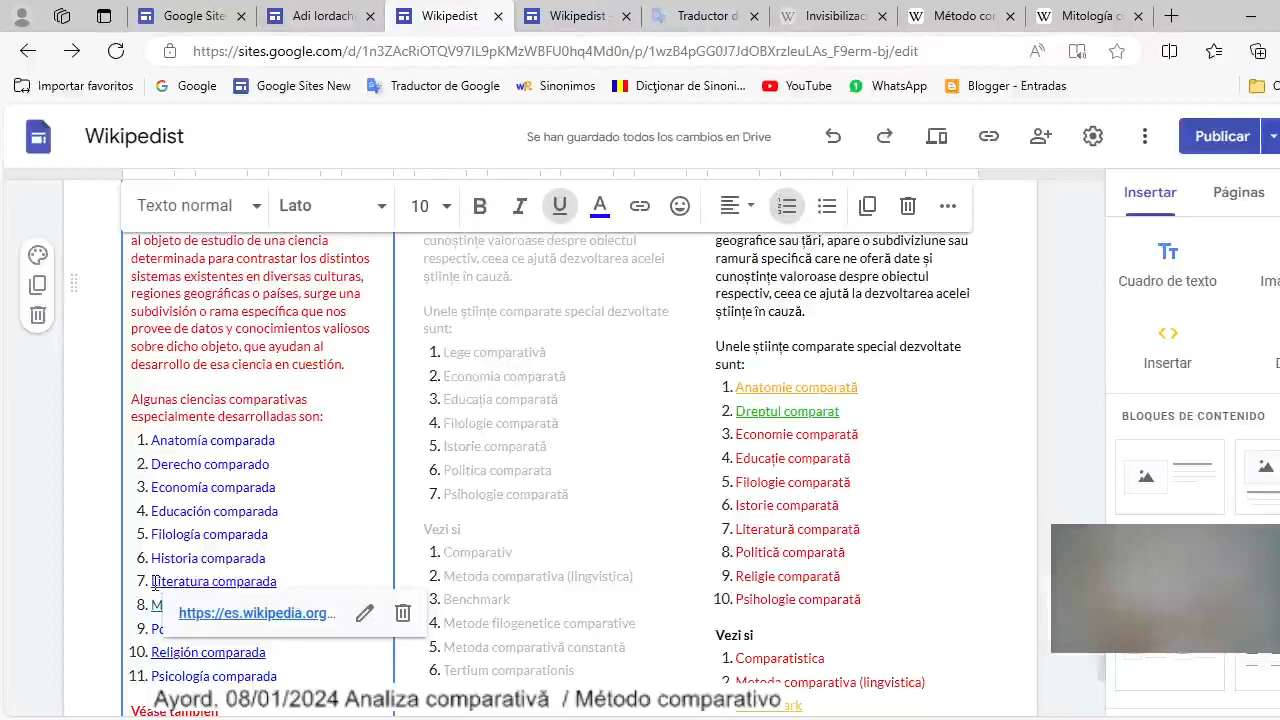 Google Site
Adi Iordach
Wikipedist
Wikipedist -
Traductor d
Invisibiliza
Método co
Mitología c
https://sites.google.com/d/1n3ZAcRiOTQV97IL9pKMzWBFU0hq4Md0n/p/1wzB4pGG0J7JdOBXrzleuLAs_F9erm-bj/edit
Importar favoritos
Google
Google Sites New
Traductor de Google
Sinonimos
Dicționar de Sinoni...
YouTube
WhatsApp
Blogger - Entradas
Wikipedist
Se han guardado todos los cambios en Drive
Publicar
Texto normal
Lato
10
Insertar
Páginas
Cuadro de texto
Insertar
BLOQUES DE CONTENIDO
al objeto de estudio de una ciencia
determinada para contrastar los distintos
sistemas existentes en diversas culturas,
regiones geográficas o países, surge una
subdivisión o rama específica que nos
provee de datos y conocimientos valiosos
sobre dicho objeto, que ayudan al
desarrollo de esa ciencia en cuestión.
Algunas ciencias comparativas
especialmente desarrolladas son:
1. Anatomía comparada
2. Derecho comparado
3. Economía comparada
4. Educación comparada
5. Filología comparada
6. Historia comparada
7. Literatura comparada
8. M
https://es.wikipedia.org...
9. Po
10. Religión comparada
11. Psicología comparada
Véase también
cunoștințe valoroase despre obiectul
respectiv, ceea ce ajută dezvoltarea acelei
științe în cauză.
Unele științe comparate special dezvoltate
sunt:
1. Lege comparativă
2. Economia comparată
3. Educația comparată
4. Filologie comparată
5. Istorie comparată
6. Politica comparata
7. Psihologie comparată
Vezi si
1. Comparativ
2. Metoda comparativa (lingvistica)
3. Benchmark
4. Metode filogenetice comparative
5. Metoda comparativă constantă
6. Tertium comparationis
geografice sau țări, apare o subdiviziune sau
ramură specifică care ne oferă date și
cunoștințe valoroase despre obiectul
respectiv, ceea ce ajută la dezvoltarea acelei
științe în cauză.
Unele științe comparate special dezvoltate
sunt:
1. Anatomie comparată
2. Dreptul comparat
3. Economie comparată
4. Educație comparată
5. Filologie comparată
6. Istorie comparată
7. Literatură comparată
8. Politică comparată
9. Religie comparată
10. Psihologie comparată
Vezi si
1. Comparatistica
2. Metoda comparativa (lingvistica)
ark
Ayord. 08/01/2024 Analiza comparativă / Método comparativo